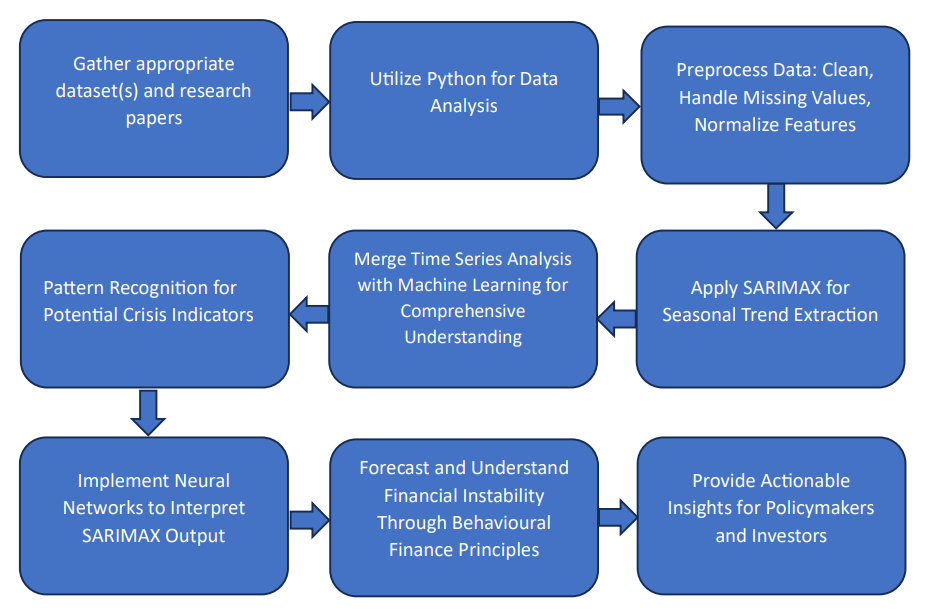 Gather appropriate
dataset(s) and research
papers
Utilize Python for Data
Analysis
Preprocess Data: Clean,
Handle Missing Values,
Normalize Features
Apply SARIMAX for
Seasonal Trend Extraction
Merge Time Series Analysis
with Machine Learning for
Comprehensive
Understanding
Pattern Recognition for
Potential Crisis Indicators
Implement Neural
Networks to Interpret
SARIMAX Output
Forecast and Understand
Financial Instability
Through Behavioural
Finance Principles
Provide Actionable
Insights for Policymakers
and Investors